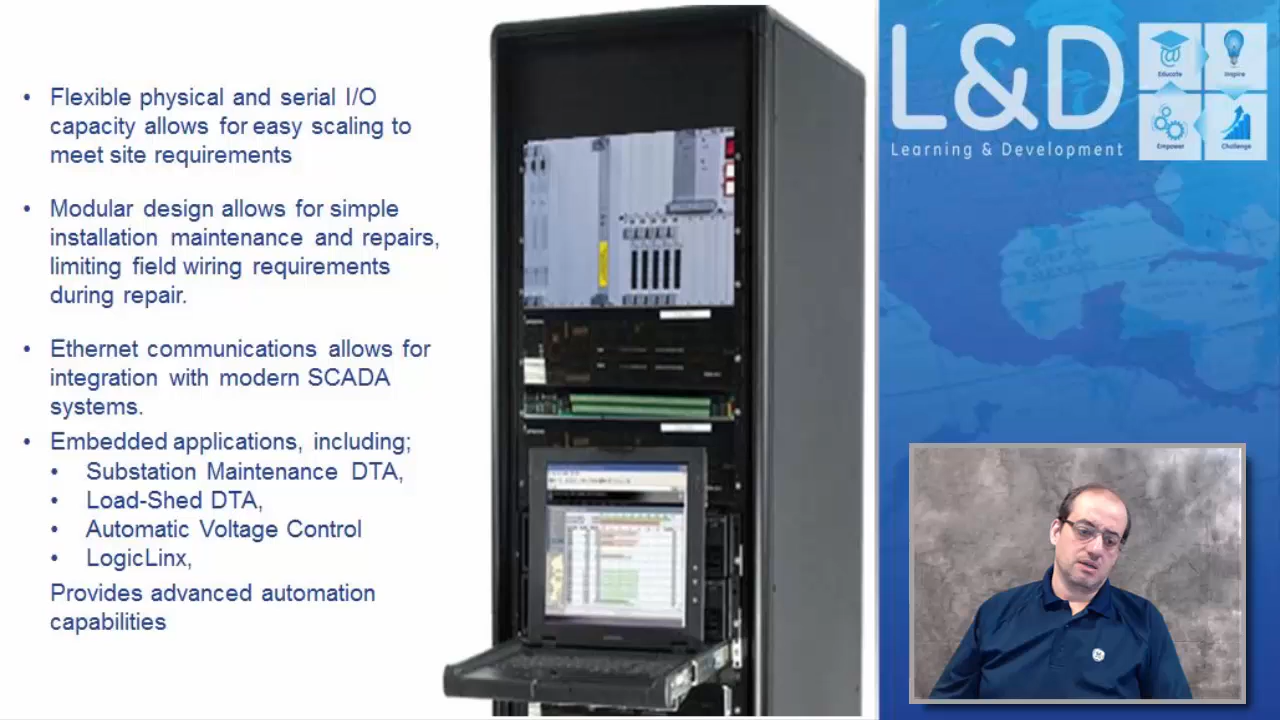 • Flexible physical and serial I/O
capacity allows for easy scaling to
meet site requirements
• Modular design allows for simple
installation maintenance and repairs,
limiting field wiring requirements
during repair.
• Ethernet communications allows for
integration with modern SCADA
systems.
• Embedded applications, including;
• Substation Maintenance DTA,
• Load-Shed DTA,
• Automatic Voltage Control
• LogicLinx,
Provides advanced automation
capabilities
L&D
Learning & Development
Educate
Inspire
Empower
Challenge